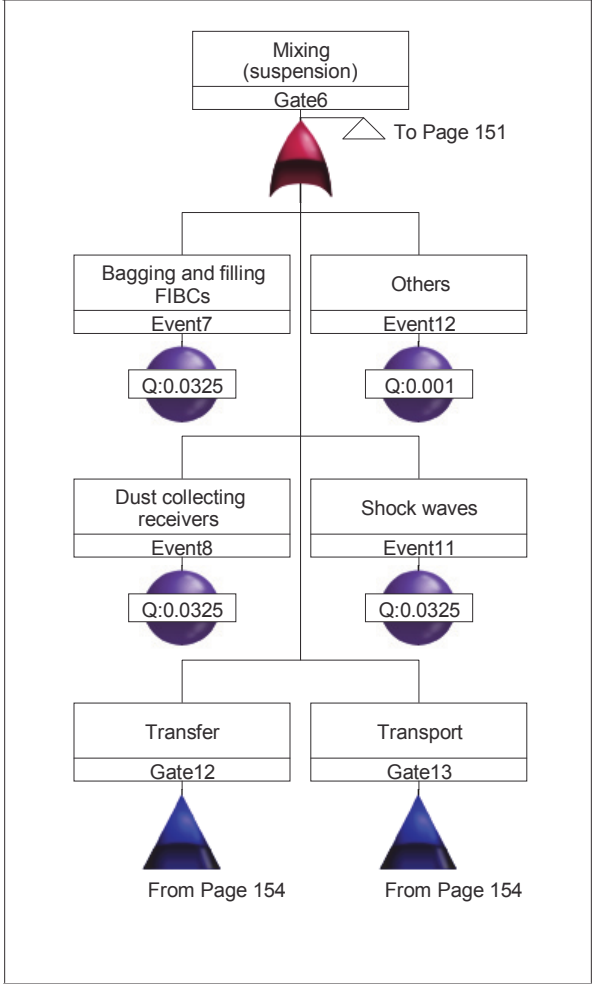 Mixing
(suspension)
Gate6
To Page 151
Bagging and filling
FIBCs
Event7
Q:0.0325
Others
Event12
Q:0.001
Dust collecting
receivers
Event8
Q:0.0325
Shock waves
Event11
Q:0.0325
Transfer
Gate12
From Page 154
Transport
Gate13
From Page 154